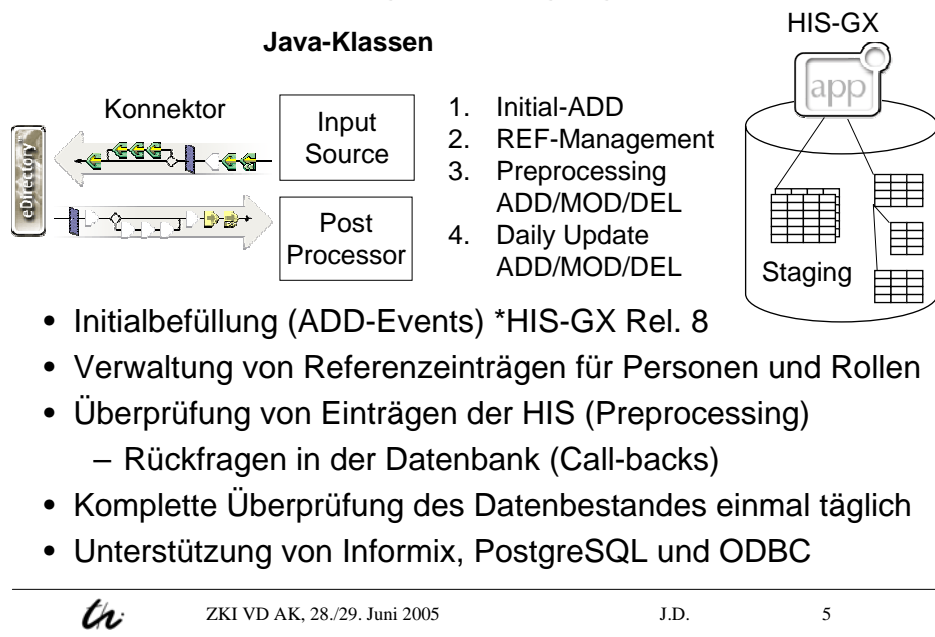 HIS-GX
Java-Klassen
app
Konnektor
eDirectory
Input
Source
Post
Processor
1. Initial-ADD
2. REF-Management
3. Preprocessing
ADD/MOD/DEL
4. Daily Update
ADD/MOD/DEL
Staging
• Initialbefüllung (ADD-Events) *HIS-GX Rel. 8
• Verwaltung von Referenzeinträgen für Personen und Rollen
• Überprüfung von Einträgen der HIS (Preprocessing)
– Rückfragen in der Datenbank (Call-backs)
• Komplette Überprüfung des Datenbestandes einmal täglich
• Unterstützung von Informix, PostgreSQL und ODBC
th ZKI VD AK, 28./29. Juni 2005 J.D. 5